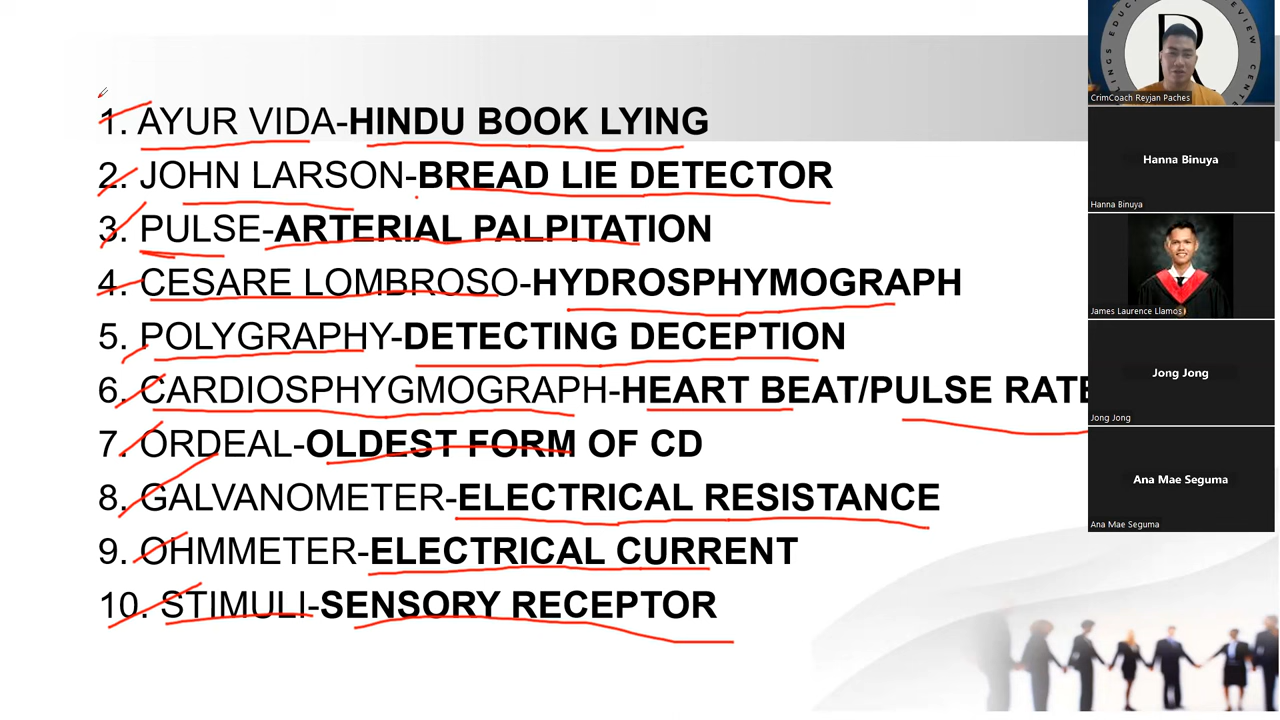 1. AYUR VIDA-HINDU BOOK LYING
2. JOHN LARSON-BREAD LIE DETECTOR
3. PULSE-ARTERIAL PALPITATION
4. CESARE LOMBROSO-HYDROSPHYMOGRAPH
5. POLYGRAPHY-DETECTING DECEPTION
6. CARDIOSPHYGMOGRAPH-HEART BEAT/PULSE RATE
7. ORDEAL-OLDEST FORM OF CD
8. GALVANOMETER-ELECTRICAL RESISTANCE
9. OHMMETER-ELECTRICAL CURRENT
10. STIMULI-SENSORY RECEPTOR
R
CrimCoach Reyjan Paches
Hanna Binuya
Hanna Binuya
James Laurence Llamos
Jong Jong
Jong Jong
Ana Mae Seguma
Ana Mae Seguma